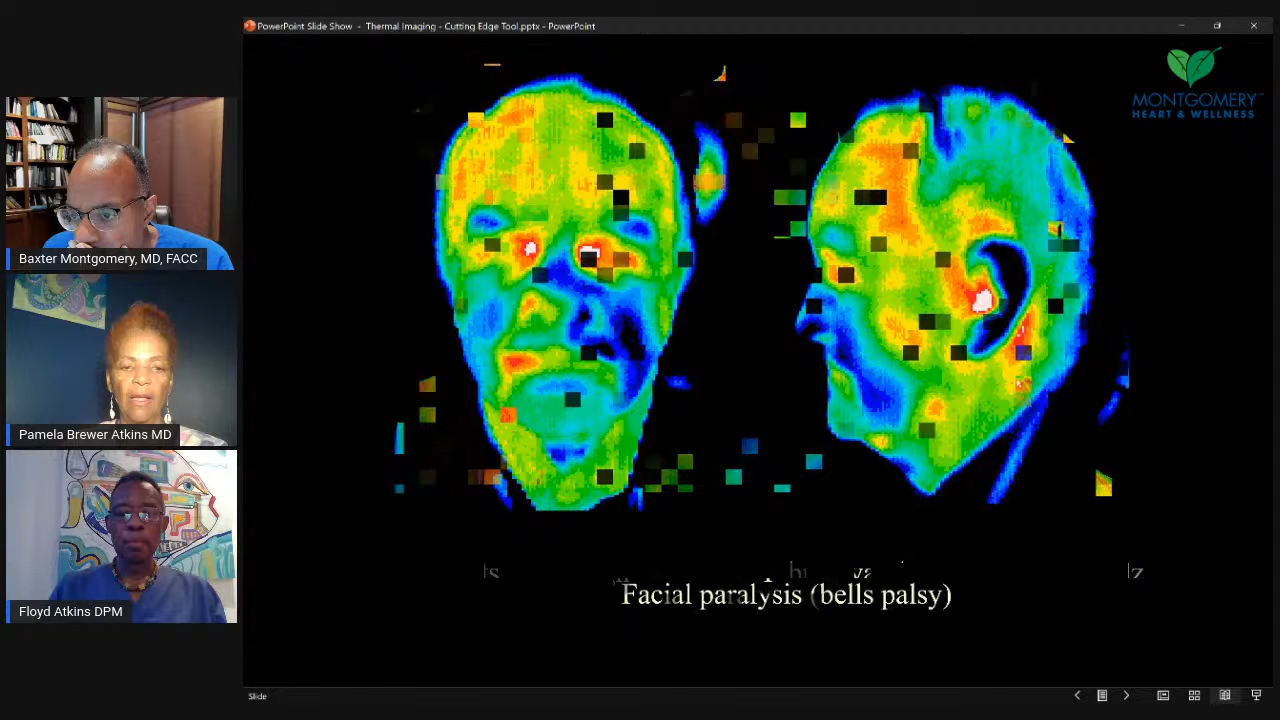 PowerPoint Slide Show - Thermal Imaging - Cutting Edge Tool.pptx - PowerPoint
MONTGOMERY™
HEART & WELLNESS
Baxter Montgomery, MD, FACC
Pamela Brewer Atkins MD
Floyd Atkins DPM
Facial paralysis (bells palsy)
Slide